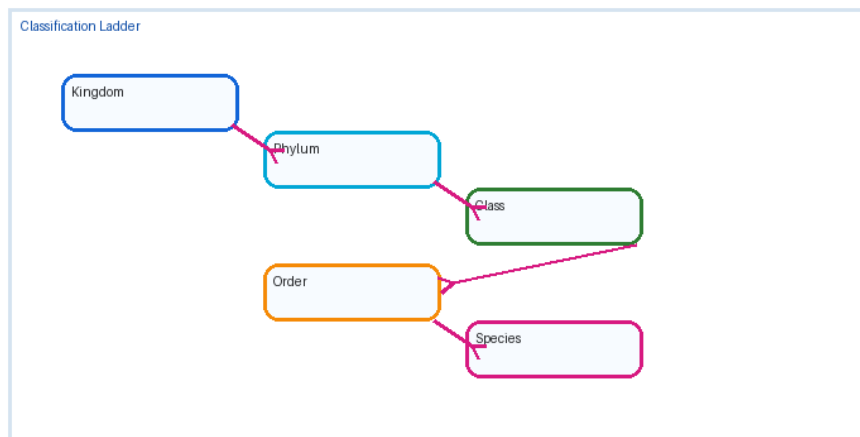 Classification Ladder
Kingdom
Phylum
Class
Order
Species